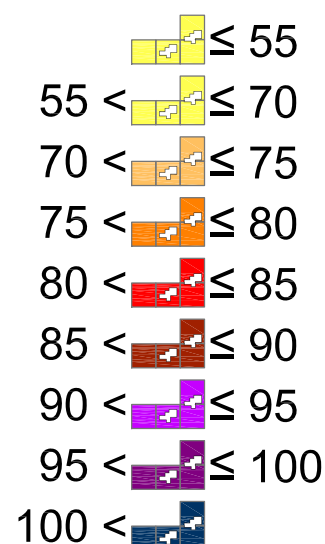 ≤ 55
55 < ≤ 70
70 < ≤ 75
75 < ≤ 80
80 < ≤ 85
85 < ≤ 90
90 < ≤ 95
95 < ≤ 100
100 <